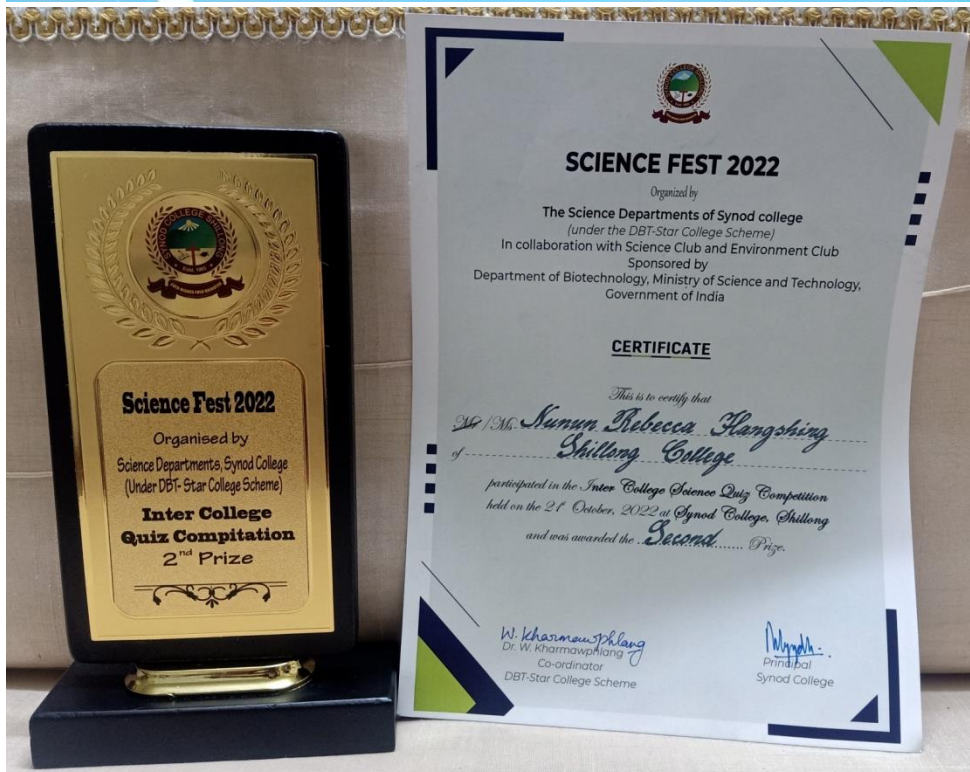 SYNOD COLLEGE SHILLONG
Science Fest 2022
Organised by
Science Departments, Synod College
(Under DBT- Star College Scheme)
Inter College
Quiz Compitation
2nd Prize
SCIENCE FEST 2022
Organized by
The Science Departments of Synod college
(under the DBT-Star College Scheme)
In collaboration with Science Club and Environment Club
Sponsored by
Department of Biotechnology, Ministry of Science and Technology,
Government of India
CERTIFICATE
This is to certify that
Mr / Ms. Nunun Rebecca Hangshing
of Shillong College
participated in the Inter College Science Quiz Competition
held on the 21st October, 2022 at Synod College, Shillong
and was awarded the Second Prize.
W. Kharmawphlang
Dr. W. Kharmawphlang
Co-ordinator
DBT-Star College Scheme
Principal
Synod College